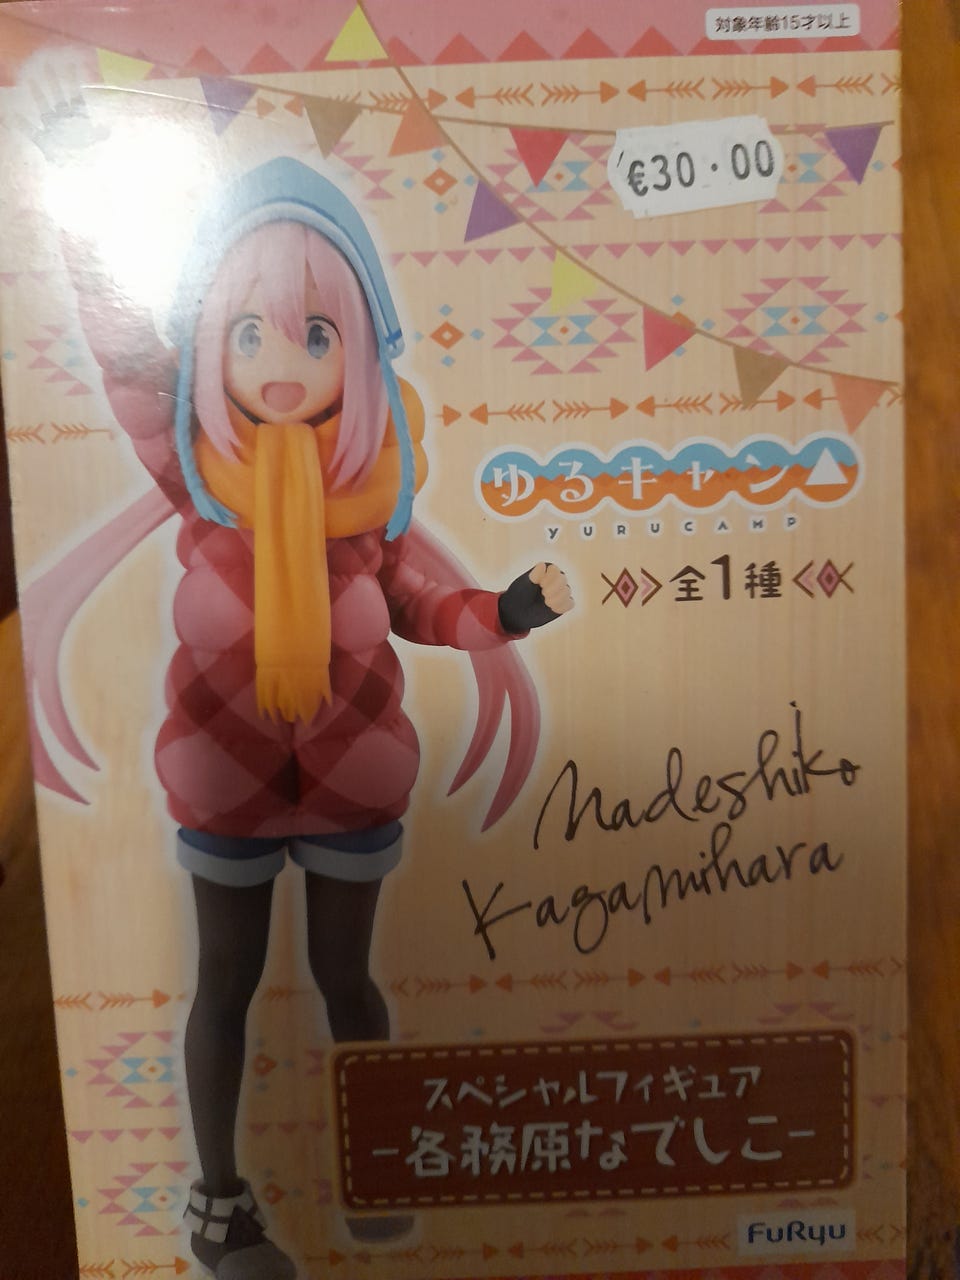 対象年齢15才以上
€30.00
ゆるキャン△
YURUCAMP
全1種
Nadeshiko
Kagamihara
スペシャルフィギュア
-各務原なでしこ-
FuRyu